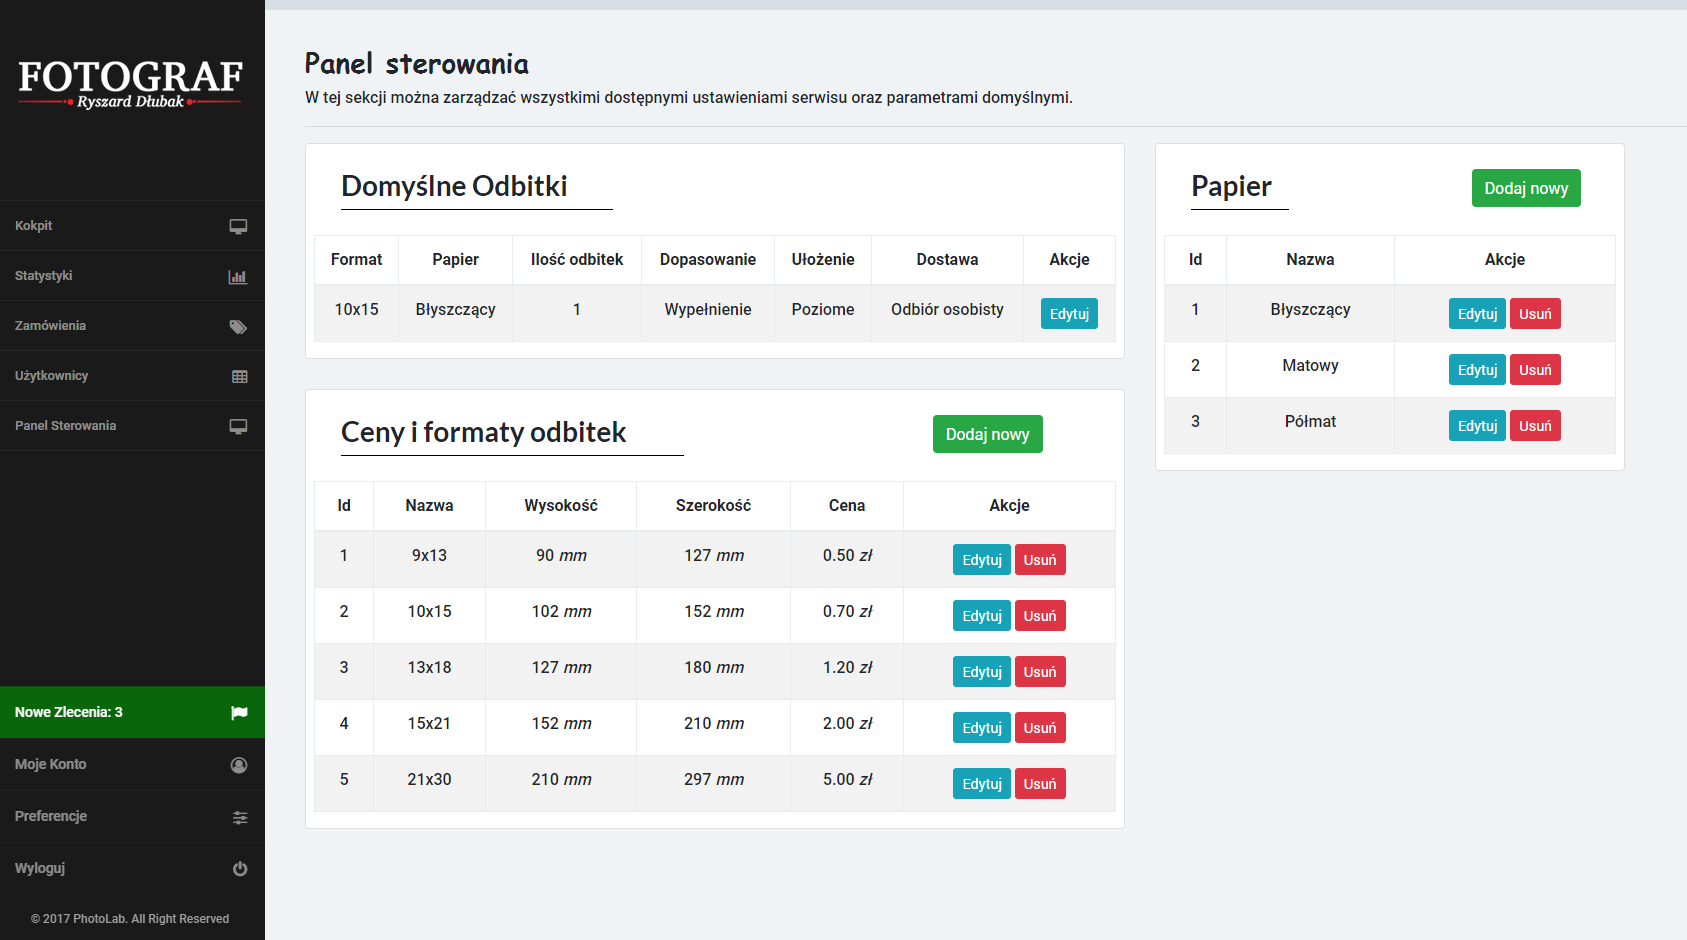 FOTOGRAF
Ryszard Dłubak
Kokpit
Statystyki
Zamówienia
Użytkownicy
Panel Sterowania
Nowe Zlecenia: 3
Moje Konto
Preferencje
Wyloguj
© 2017 PhotoLab. All Right Reserved
Panel sterowania
W tej sekcji można zarządzać wszystkimi dostępnymi ustawieniami serwisu oraz parametrami domyślnymi.
Domyślne Odbitki
Format Papier Ilość odbitek Dopasowanie Ułożenie Dostawa Akcje
10x15 Błyszczący 1 Wypełnienie Poziome Odbiór osobisty Edytuj
Ceny i formaty odbitek Dodaj nowy
Id Nazwa Wysokość Szerokość Cena Akcje
1 9x13 90 mm 127 mm 0.50 zł Edytuj Usuń
2 10x15 102 mm 152 mm 0.70 zł Edytuj Usuń
3 13x18 127 mm 180 mm 1.20 zł Edytuj Usuń
4 15x21 152 mm 210 mm 2.00 zł Edytuj Usuń
5 21x30 210 mm 297 mm 5.00 zł Edytuj Usuń
Papier Dodaj nowy
Id Nazwa Akcje
1 Błyszczący Edytuj Usuń
2 Matowy Edytuj Usuń
3 Półmat Edytuj Usuń